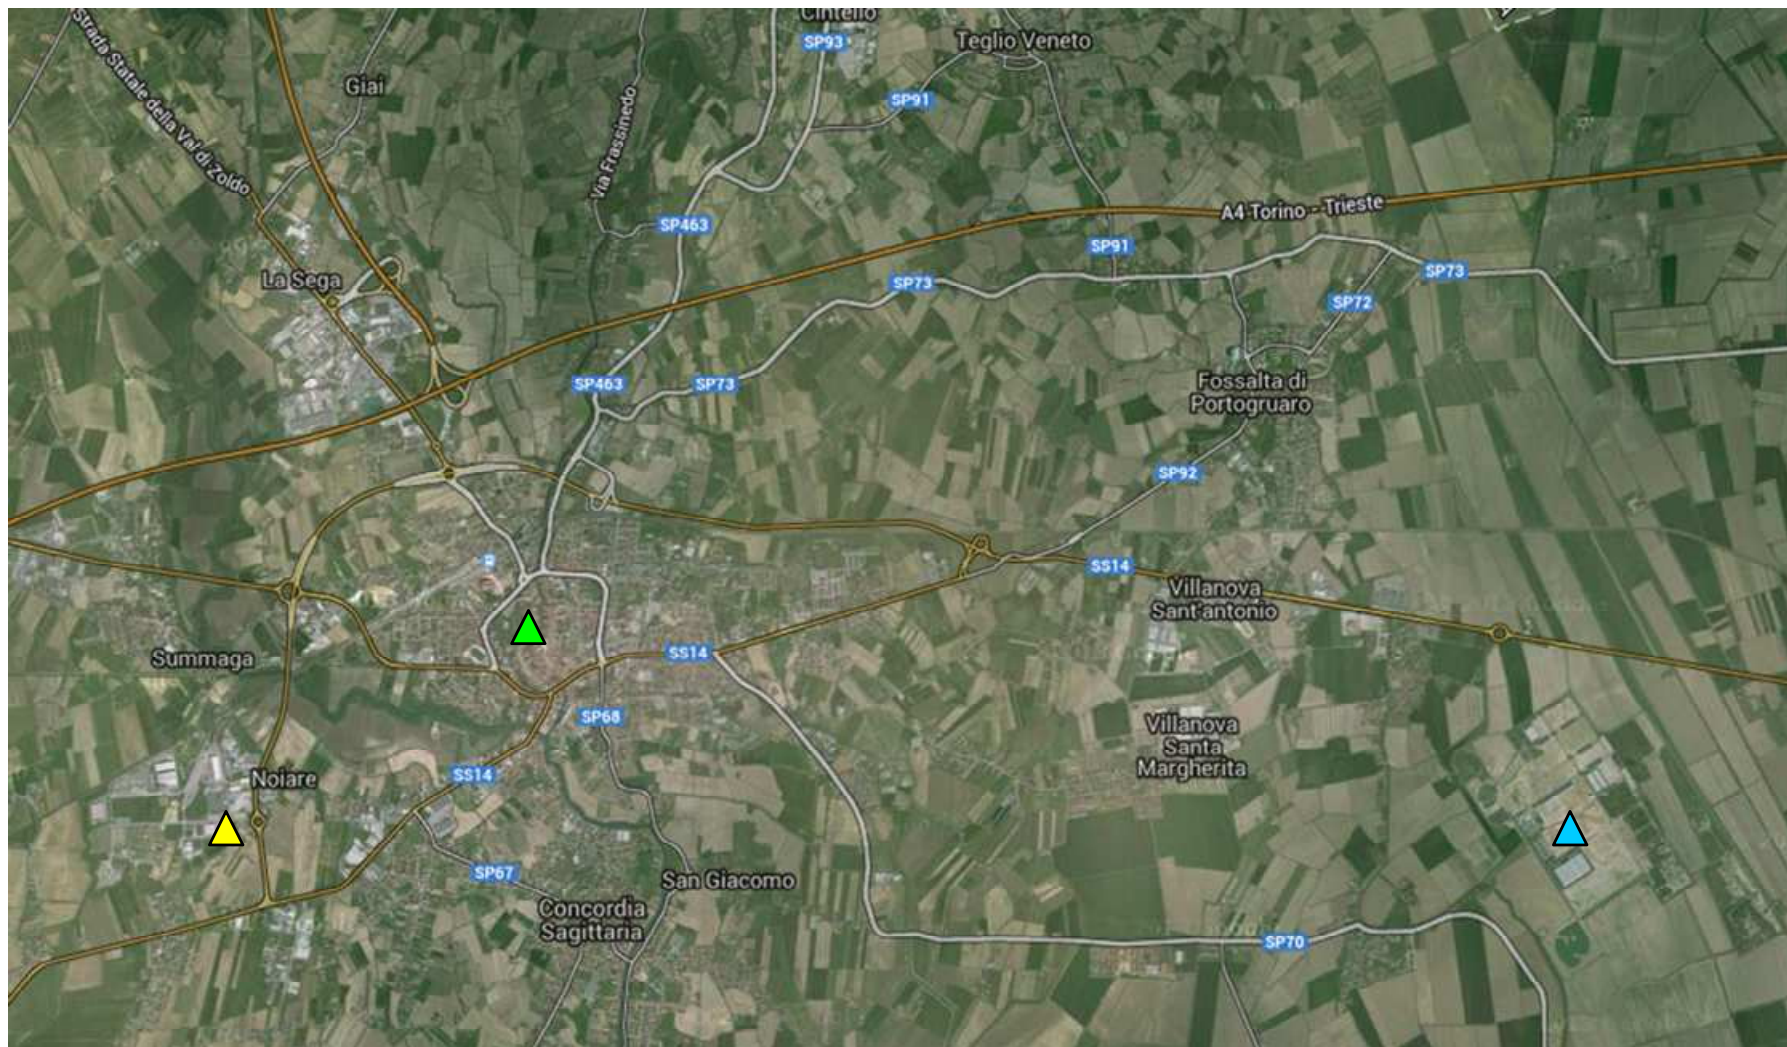 Cintello
SP93
Teglio Veneto
Strada Statale della Val di Zoldo
Giai
SP91
Via Frassinedo
A4 Torino - Trieste
SP463
SP91
La Sega
SP73
SP73
SP72
SP463
SP73
Fossalta di
Portogruaro
SP92
SS14
Villanova
Sant'antonio
Summaga
SS14
SP68
Villanova
Santa
Margherita
SS14
Noiare
SP67
San Giacomo
Concordia
Sagittaria
SP70